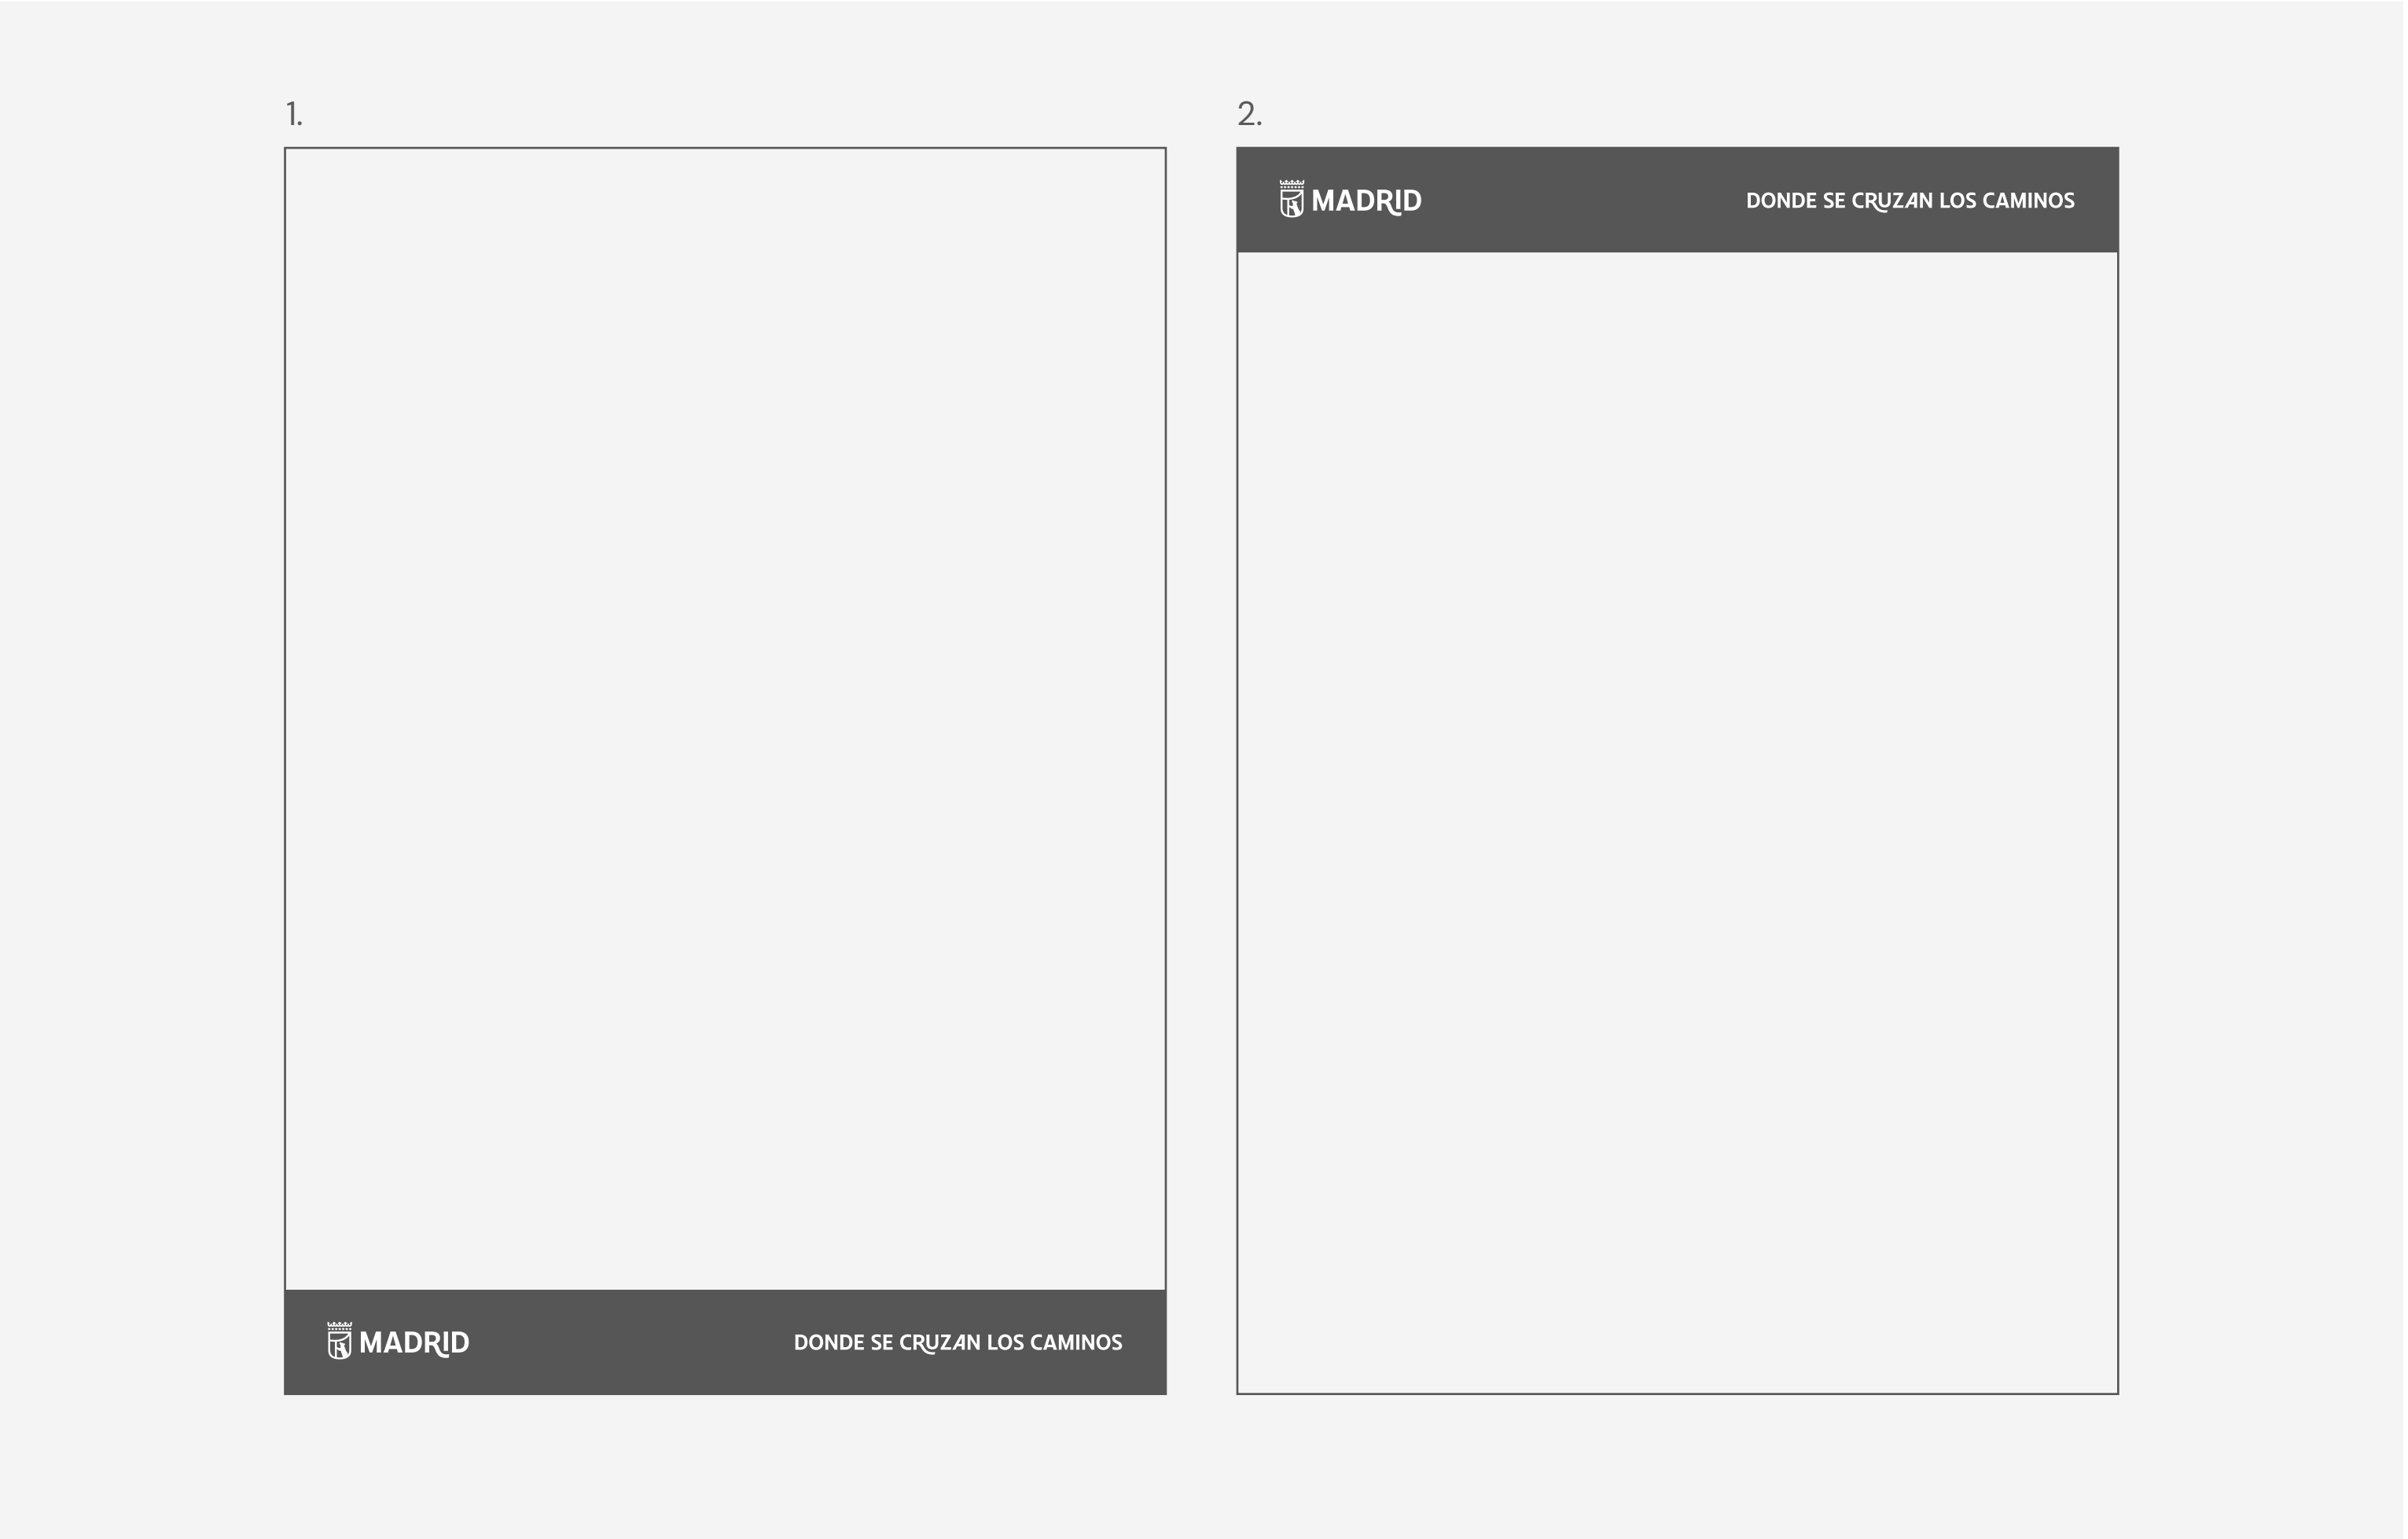 1.
MADRID
DONDE SE CRUZAN LOS CAMINOS
2.
MADRID
DONDE SE CRUZAN LOS CAMINOS